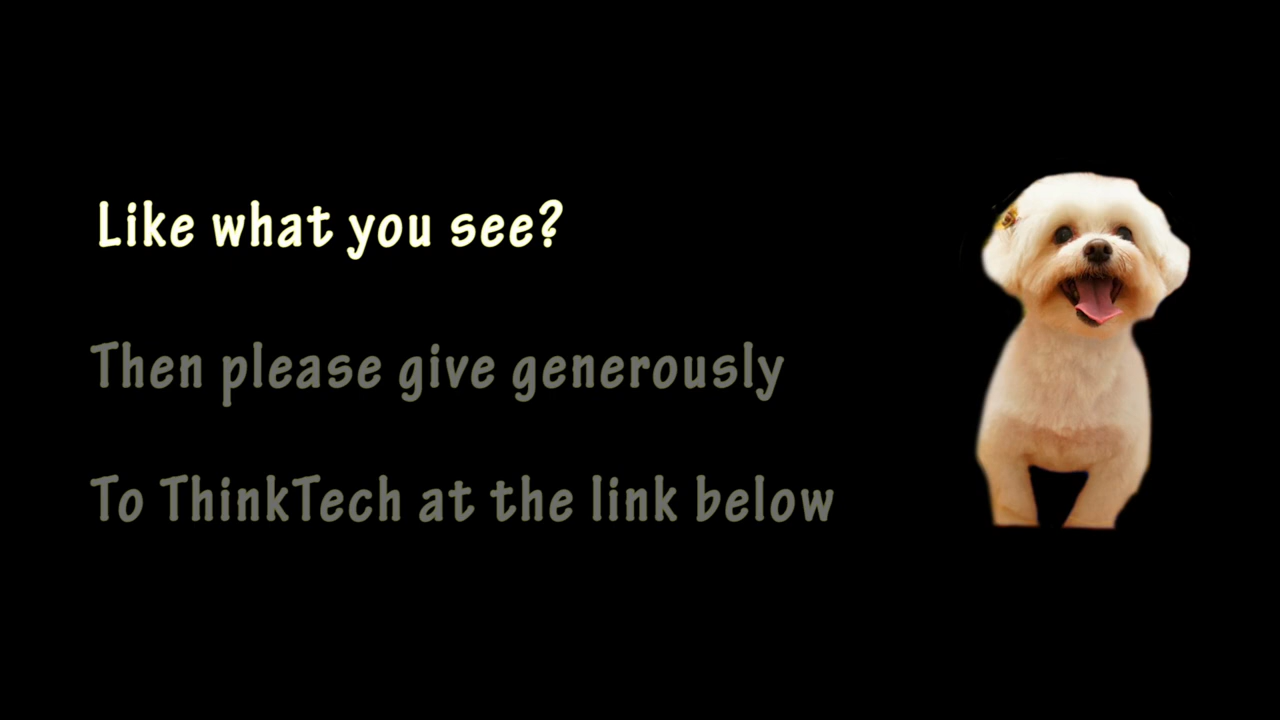 Like what you see?
Then please give generously
To ThinkTech at the link below